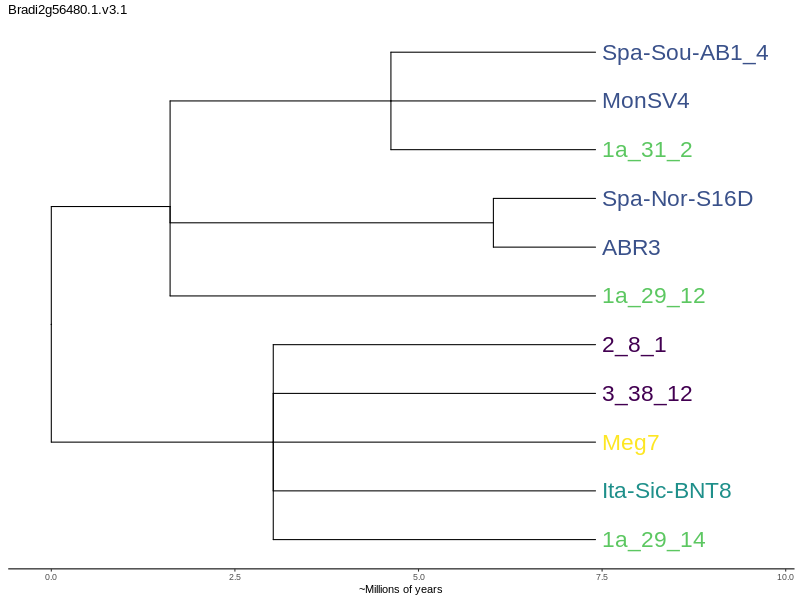 Bradi2g56480.1.v3.1
Spa-Sou-AB1_4
MonSV4
1a_31_2
Spa-Nor-S16D
ABR3
1a_29_12
2_8_1
3_38_12
Meg7
Ita-Sic-BNT8
1a_29_14
0.0 2.5 5.0 7.5 10.0
~Millions of years